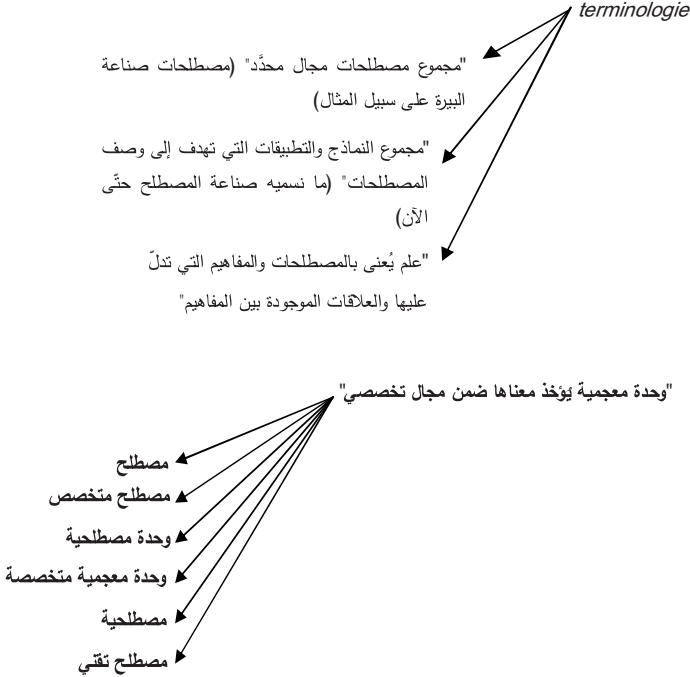 terminologie
"مجموع مصطلحات مجال محدَّد" (مصطلحات صناعة
البيرة على سبيل المثال)
"مجموع النماذج والتطبيقات التي تهدف إلى وصف
المصطلحات" (ما نسميه صناعة المصطلح حتّى
الآن)
"علم يُعنى بالمصطلحات والمفاهيم التي تدلّ
عليها والعلاقات الموجودة بين المفاهيم"
"وحدة معجمية يُؤخذ معناها ضمن مجال تخصصي"
مصطلح
مصطلح متخصص
وحدة مصطلحية
وحدة معجمية متخصصة
مصطلحية
مصطلح تقني